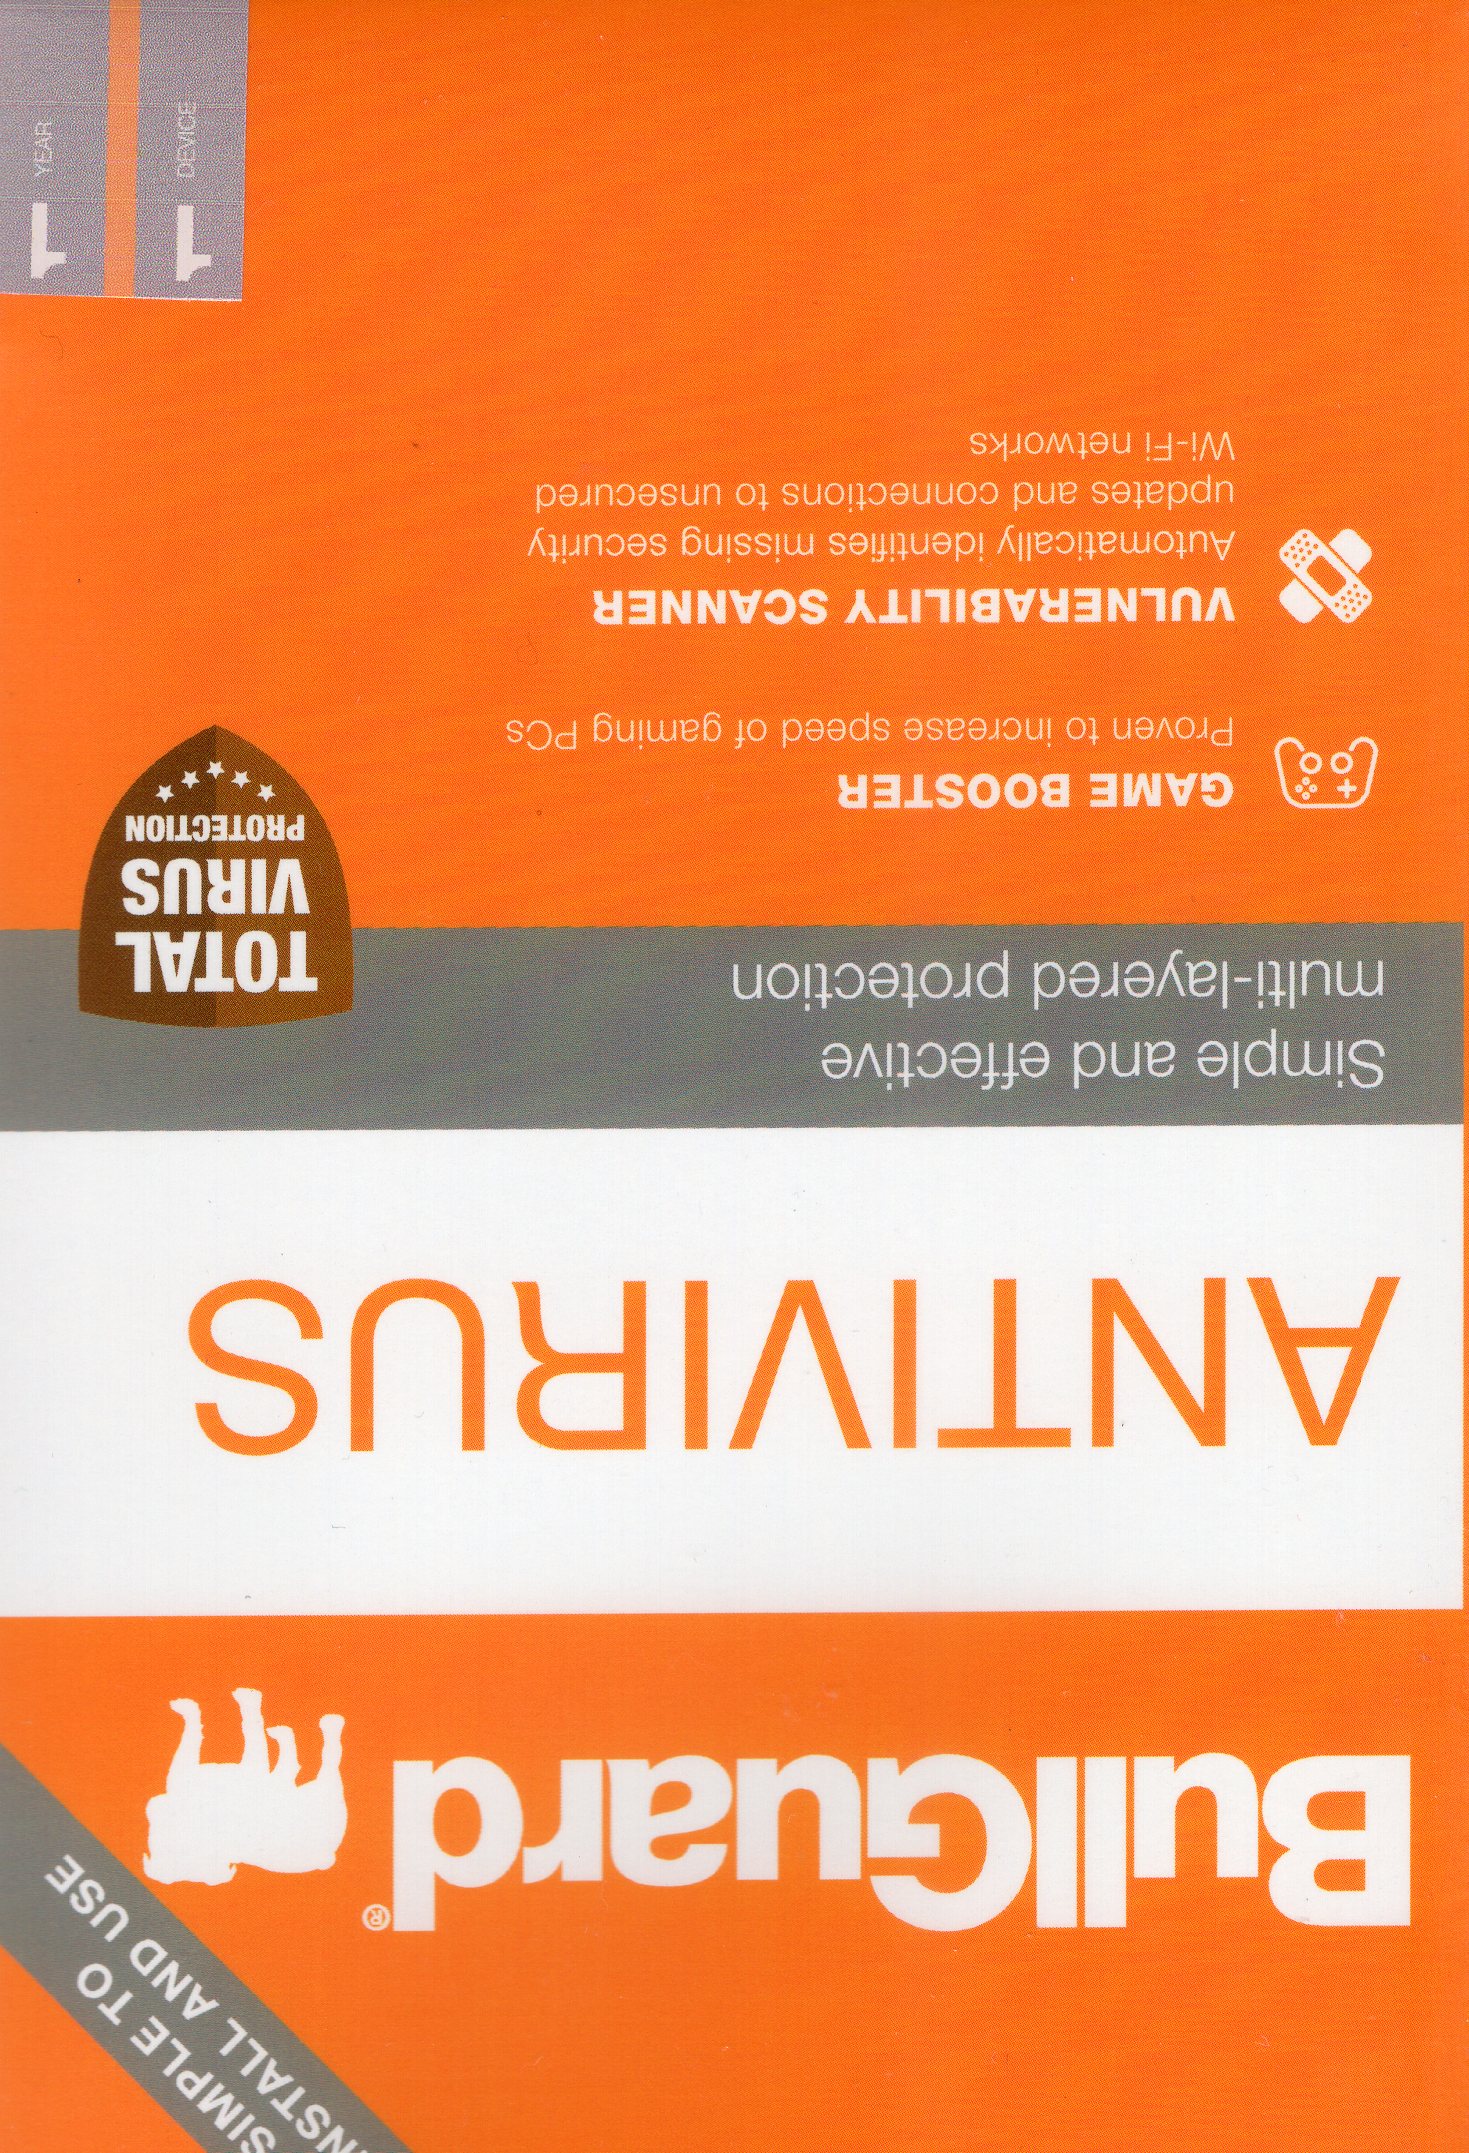 SIMPLE TO
INSTALL AND USE
BullGuard®
ANTIVIRUS
Simple and effective
multi-layered protection
TOTAL
VIRUS
PROTECTION
GAME BOOSTER
Proven to increase speed of gaming PCs
VULNERABILITY SCANNER
Automatically identifies missing security
updates and connections to unsecured
Wi-Fi networks
1 DEVICE
1 YEAR